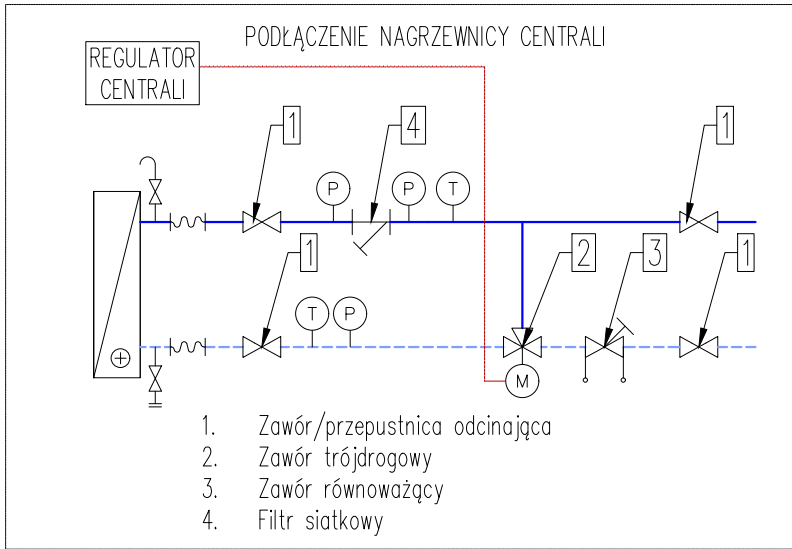 PODŁĄCZENIE NAGRZEWNICY CENTRALI
REGULATOR
CENTRALI
1
4
1
P
P
T
1
2
3
1
T
P
M
1. Zawór/przepustnica odcinająca
2. Zawór trójdrogowy
3. Zawór równoważący
4. Filtr siatkowy